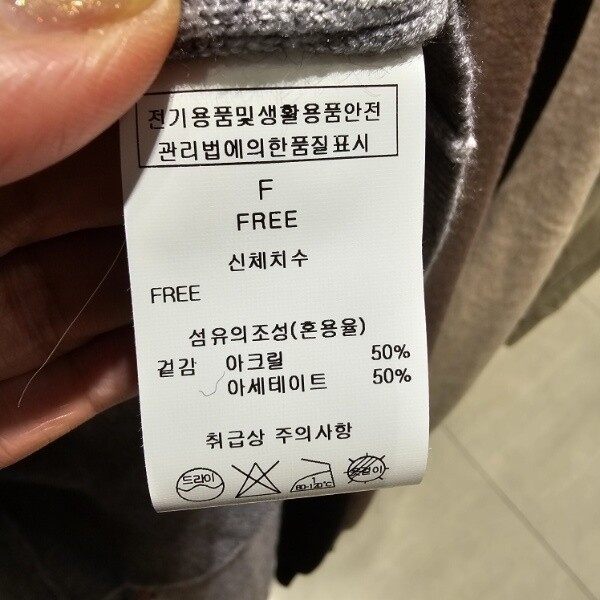 전기용품및생활용품안전
관리법에의한품질표시
F
FREE
신체치수
FREE
섬유의조성(혼용율)
겉감 아크릴 50%
아세테이트 50%
취급상 주의사항
드라이
1
80-120℃